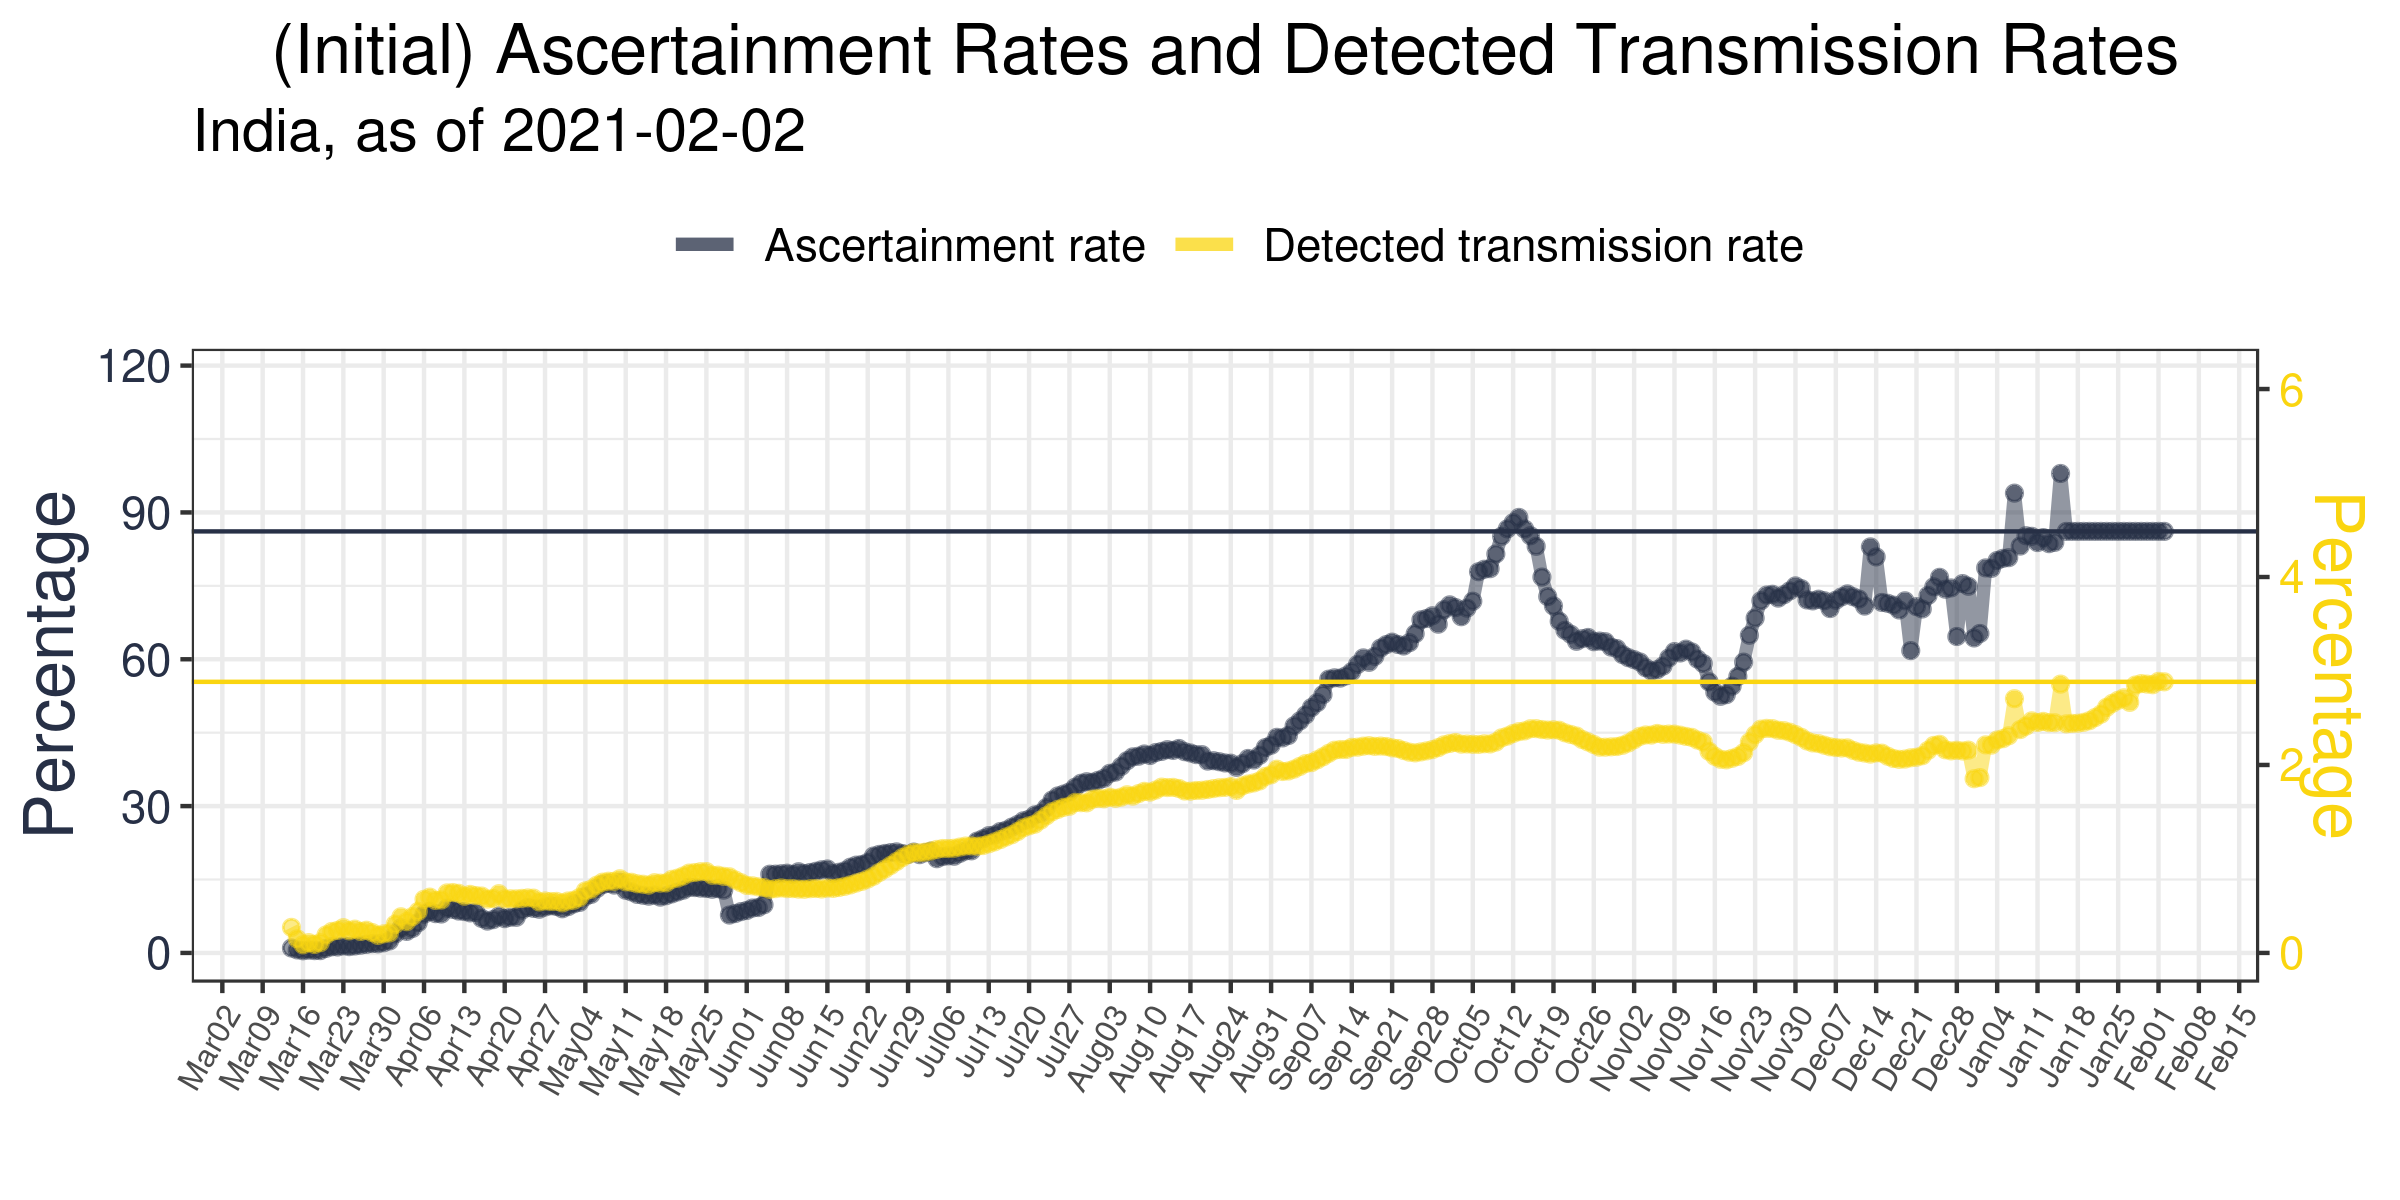 (Initial) Ascertainment Rates and Detected Transmission Rates
India, as of 2021-02-02
Ascertainment rate Detected transmission rate
Percentage
120
90
60
30
0
6
4
2
0
Percentage
Mar02 Mar09 Mar16 Mar23 Mar30 Apr06 Apr13 Apr20 Apr27 May04 May11 May18 May25 Jun01 Jun08 Jun15 Jun22 Jun29 Jul06 Jul13 Jul20 Jul27 Aug03 Aug10 Aug17 Aug24 Aug31 Sep07 Sep14 Sep21 Sep28 Oct05 Oct12 Oct19 Oct26 Nov02 Nov09 Nov16 Nov23 Nov30 Dec07 Dec14 Dec21 Dec28 Jan04 Jan11 Jan18 Jan25 Feb01 Feb08 Feb15